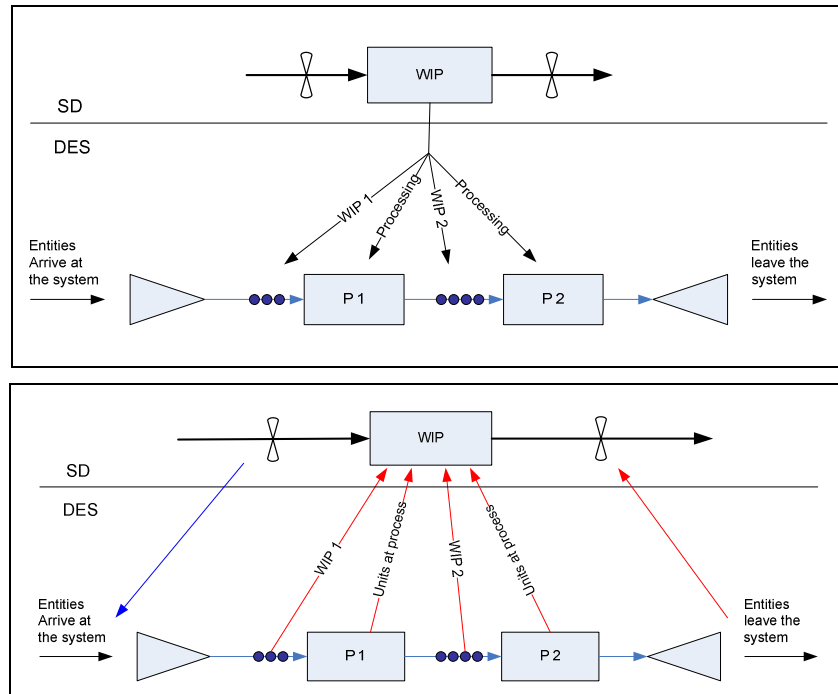 WIP
SD
DES
WIP 1
Processing
WIP 2
Processing
Entities
Arrive at
the system
P 1
P 2
Entities
leave the
system
WIP
SD
DES
WIP 1
Units at process
WIP 2
Units at process
Entities
Arrive at
the system
P 1
P 2
Entities
leave the
system